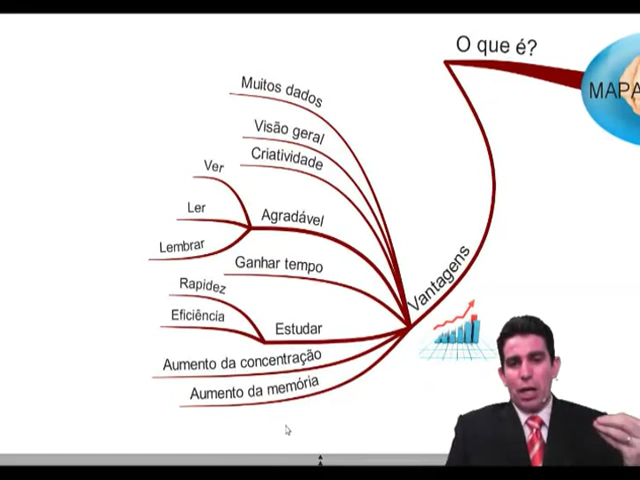 O que é?
MAPA
Muitos dados
Visão geral
Criatividade
Ver
Ler
Lembrar
Agradável
Ganhar tempo
Vantagens
Rapidez
Eficiência
Estudar
Aumento da concentração
Aumento da memória